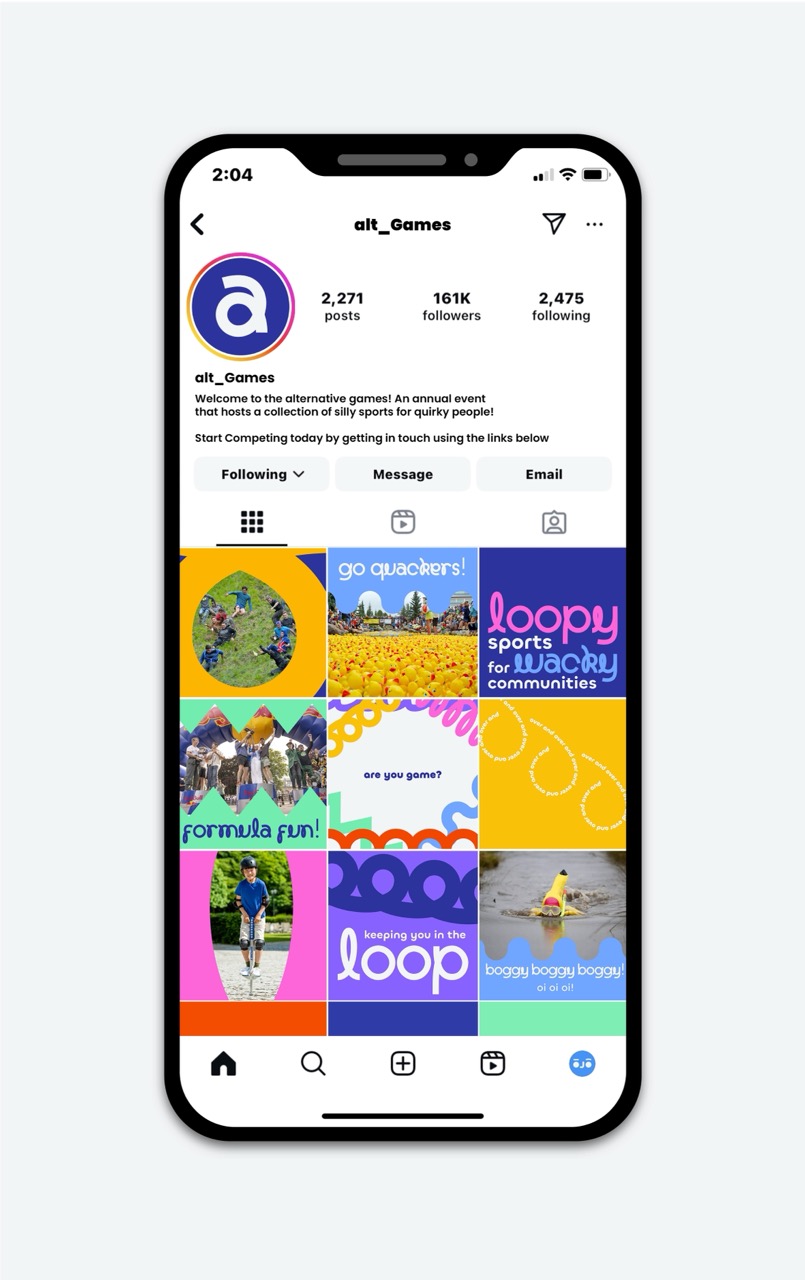 2:04
alt_Games
a
2,271
posts
161K
followers
2,475
following
alt_Games
Welcome to the alternative games! An annual event
that hosts a collection of silly sports for quirky people!
Start Competing today by getting in touch using the links below
Following
Message
Email
go quackers!
loopy
sports
for wacky
communities
formula fun!
are you game?
over and over and over and over and over and over and over
keeping you in the
loop
boggy boggy boggy!
oi oi oi!